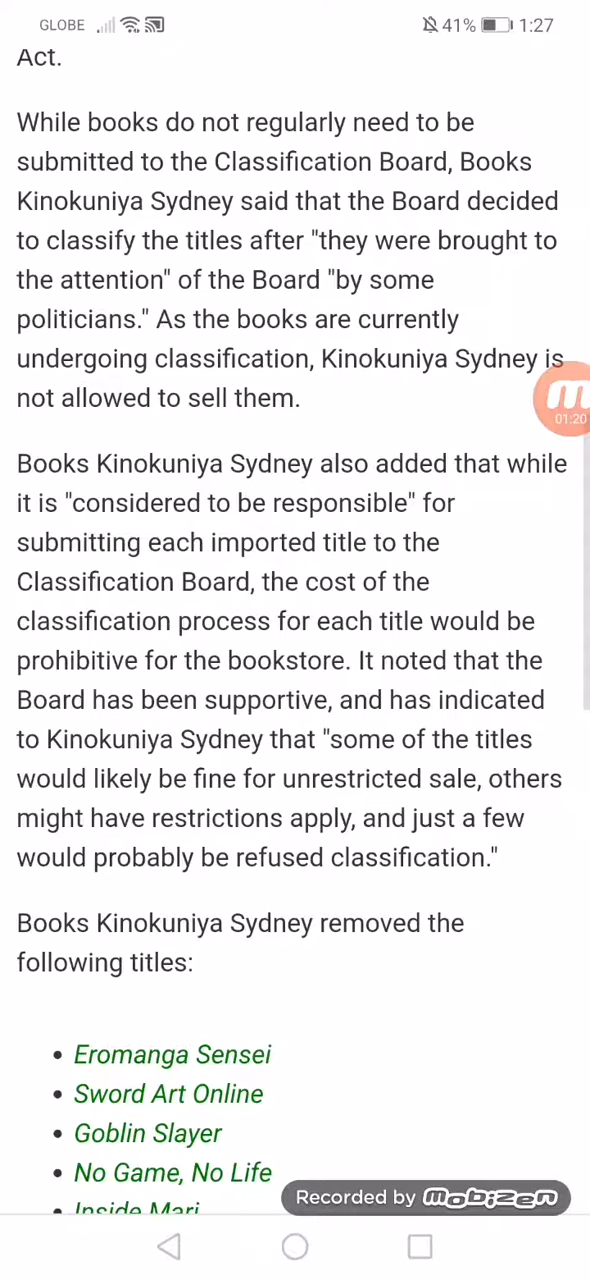 GLOBE 41% 1:27
Act.
While books do not regularly need to be
submitted to the Classification Board, Books
Kinokuniya Sydney said that the Board decided
to classify the titles after "they were brought to
the attention" of the Board "by some
politicians." As the books are currently
undergoing classification, Kinokuniya Sydney is
not allowed to sell them.
01:20
Books Kinokuniya Sydney also added that while
it is "considered to be responsible" for
submitting each imported title to the
Classification Board, the cost of the
classification process for each title would be
prohibitive for the bookstore. It noted that the
Board has been supportive, and has indicated
to Kinokuniya Sydney that "some of the titles
would likely be fine for unrestricted sale, others
might have restrictions apply, and just a few
would probably be refused classification."
Books Kinokuniya Sydney removed the
following titles:
• Eromanga Sensei
• Sword Art Online
• Goblin Slayer
• No Game, No Life
• Inside Mari
Recorded by mobizen